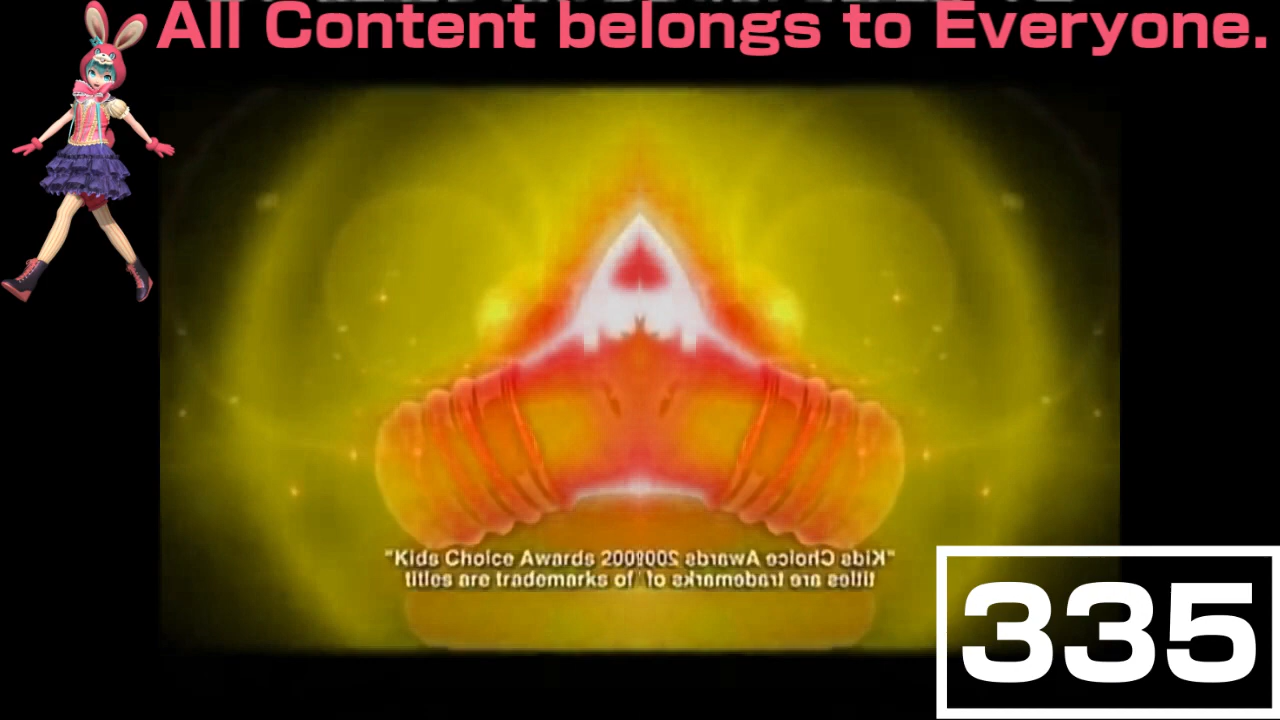 All Content belongs to Everyone.
"Kids Choice Awards 200
titles are trademarks of
335